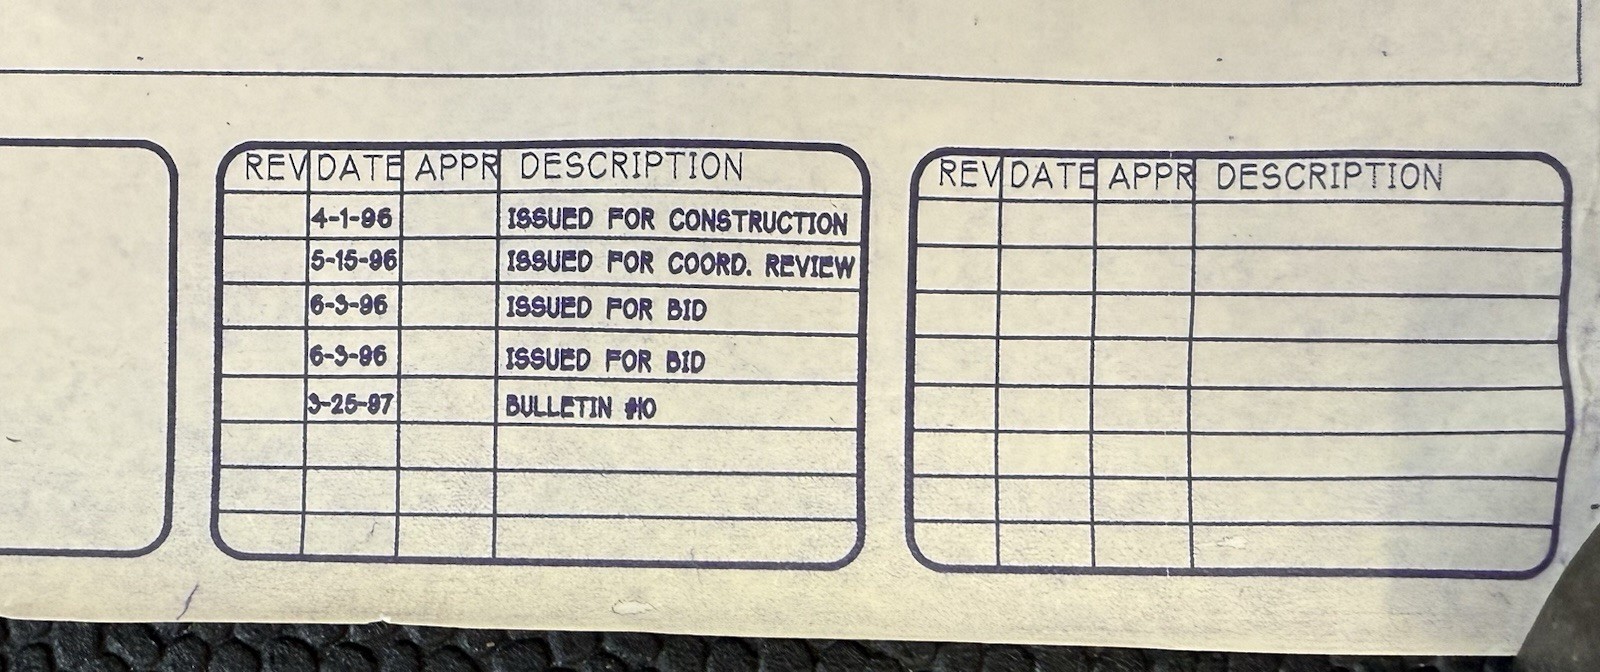 REV DATE APPR DESCRIPTION
4-1-96 ISSUED FOR CONSTRUCTION
5-15-96 ISSUED FOR COORD. REVIEW
6-3-96 ISSUED FOR BID
6-3-96 ISSUED FOR BID
3-25-97 BULLETIN #10
REV DATE APPR DESCRIPTION